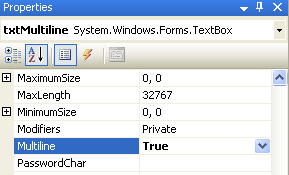 Properties
txtMultiline System.Windows.Forms.TextBox
MaximumSize 0, 0
MaxLength 32767
MinimumSize 0, 0
Modifiers Private
Multiline True
PasswordChar